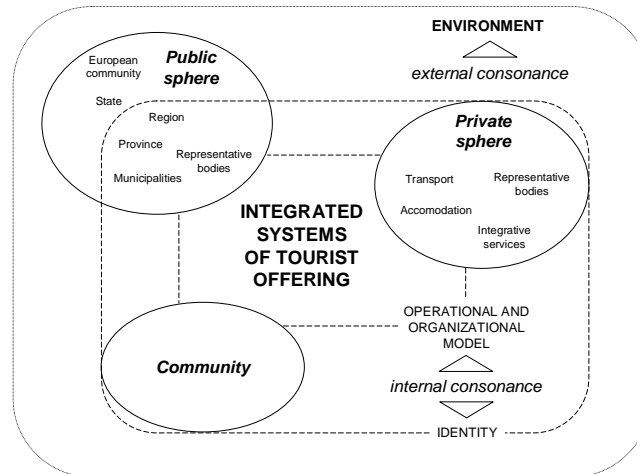 ENVIRONMENT
external consonance
Public
sphere
European
community
State
Region
Province
Representative
bodies
Municipalities
Private
sphere
Transport
Representative
bodies
Accomodation
Integrative
services
INTEGRATED
SYSTEMS
OF TOURIST
OFFERING
Community
OPERATIONAL AND
ORGANIZATIONAL
MODEL
internal consonance
IDENTITY